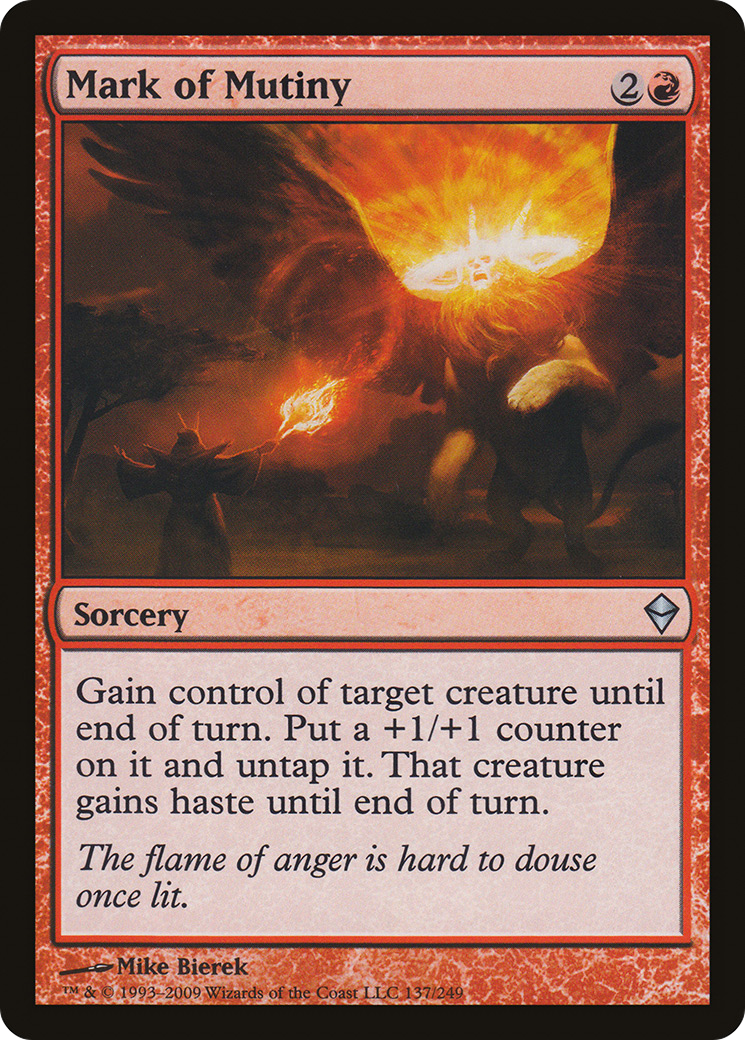 Mark of Mutiny 2
Sorcery
Gain control of target creature until
end of turn. Put a +1/+1 counter
on it and untap it. That creature
gains haste until end of turn.
The flame of anger is hard to douse
once lit.
Mike Bierek
™ & © 1993–2009 Wizards of the Coast LLC 137/249